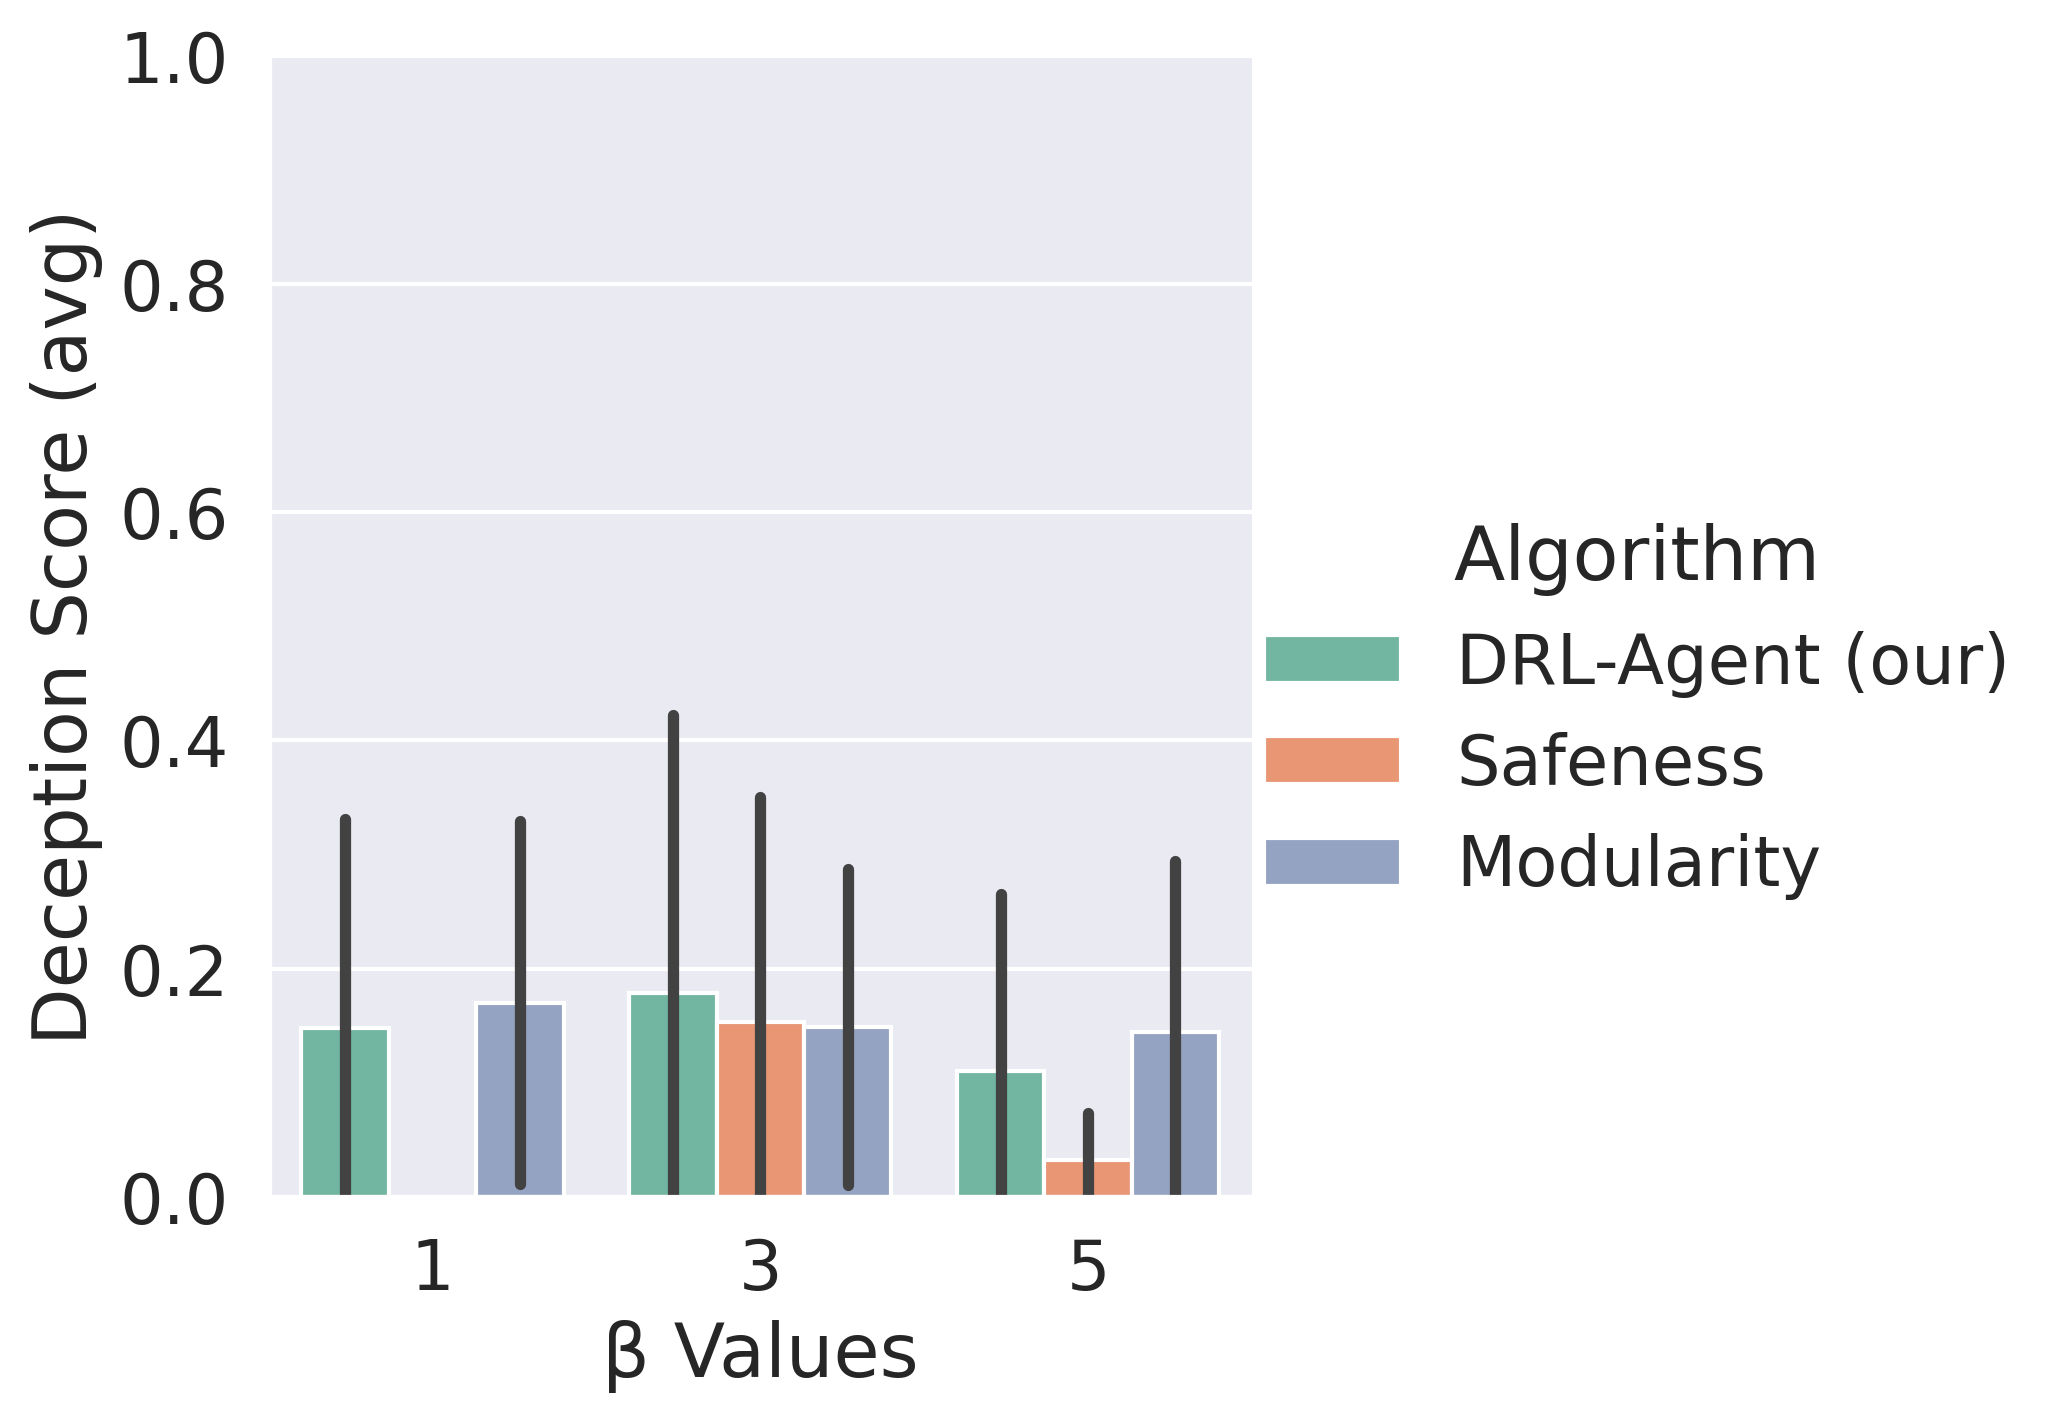 1.0
0.8
0.6
0.4
0.2
0.0
Deception Score (avg)
1 3 5
β Values
Algorithm
DRL-Agent (our)
Safeness
Modularity